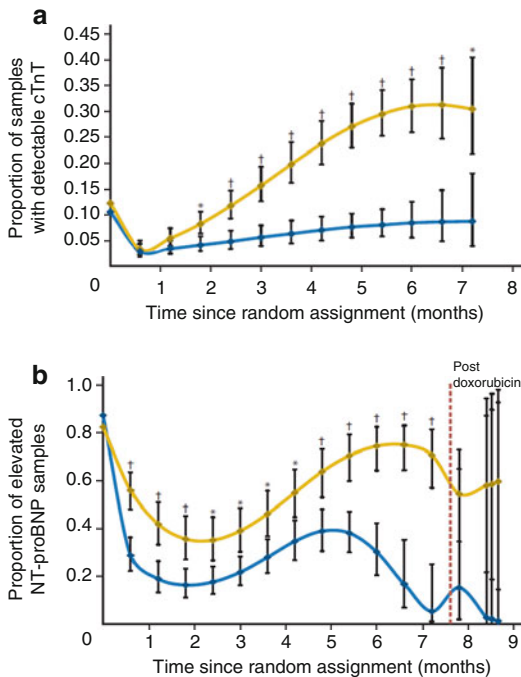 a
Proportion of samples
with detectable cTnT
0.45
0.40
0.35
0.30
0.25
0.20
0.15
0.10
0.05
0
* † † † † † † † † *
1 2 3 4 5 6 7 8
Time since random assignment (months)
b
Post
doxorubicin
Proportion of elevated
NT-proBNP samples
1.0
0.8
0.6
0.4
0.2
0
† † † * * * * † † † † †
1 2 3 4 5 6 7 8 9
Time since random assignment (months)